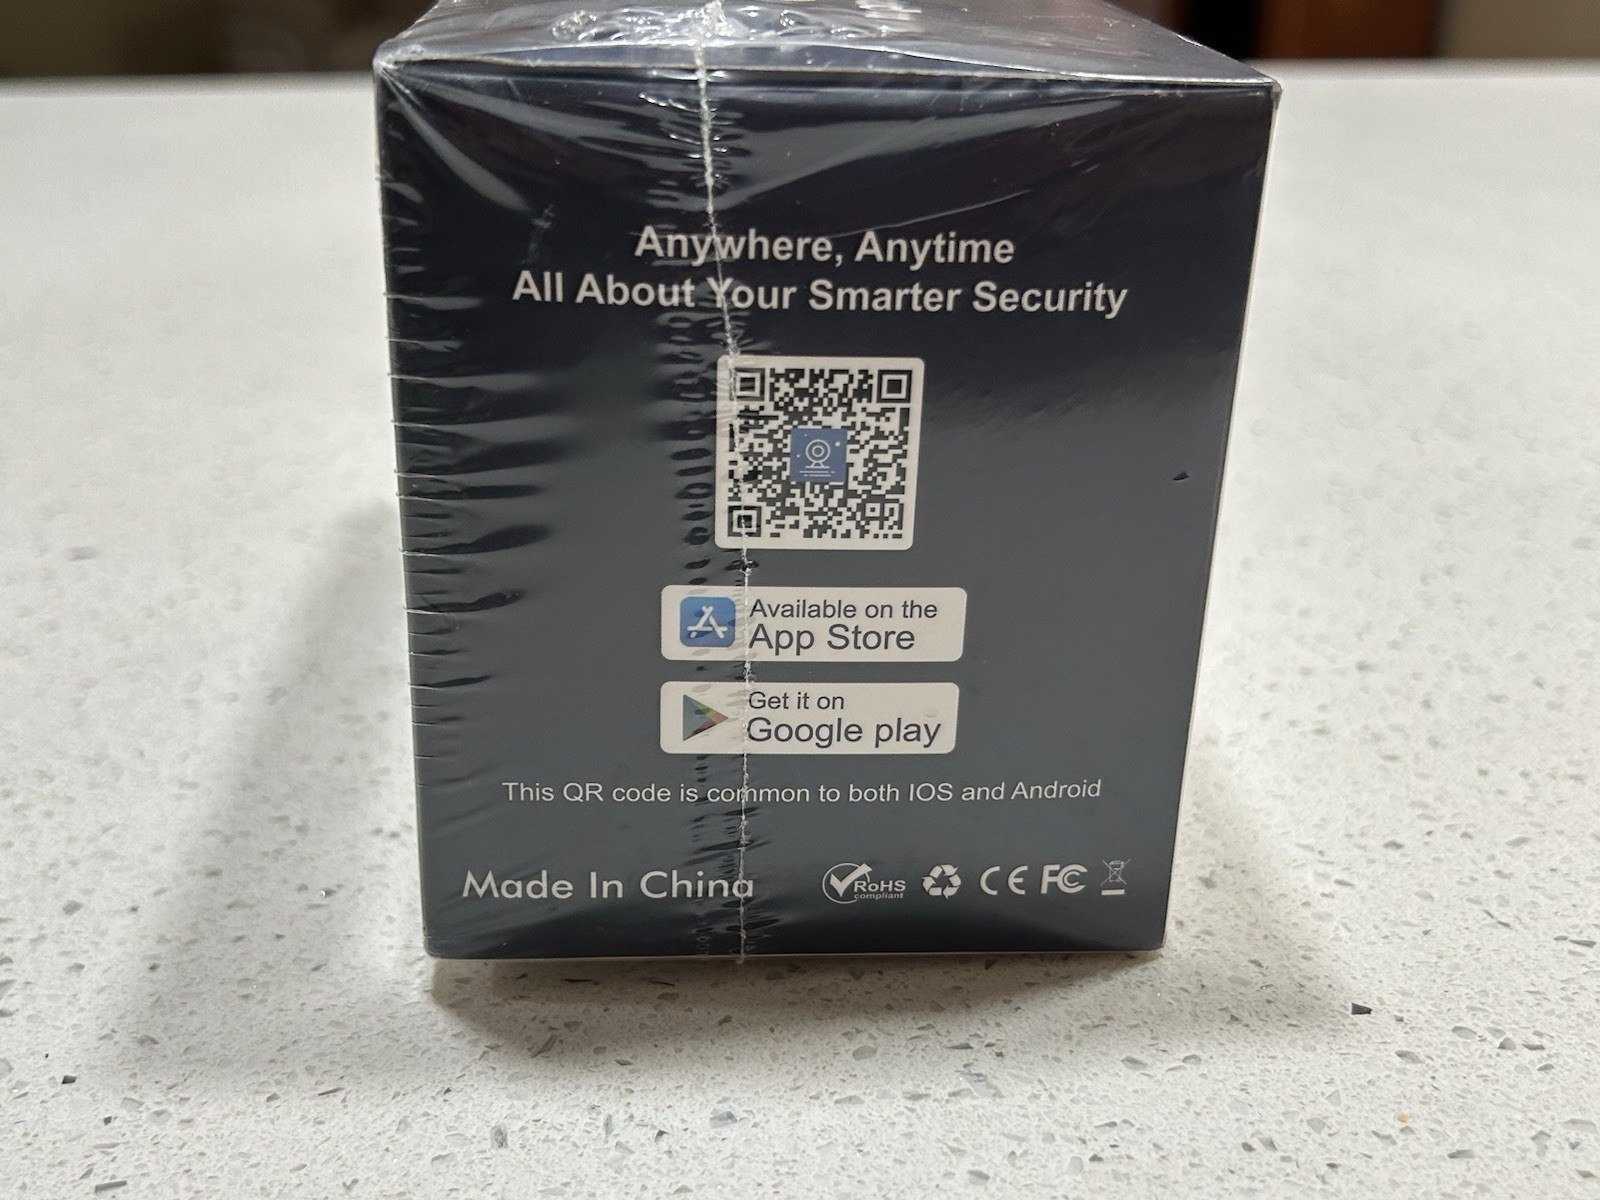 Anywhere, Anytime
All About Your Smarter Security
Available on the
App Store
Get it on
Google play
This QR code is common to both IOS and Android
Made In China
RoHS
compliant
CE FC